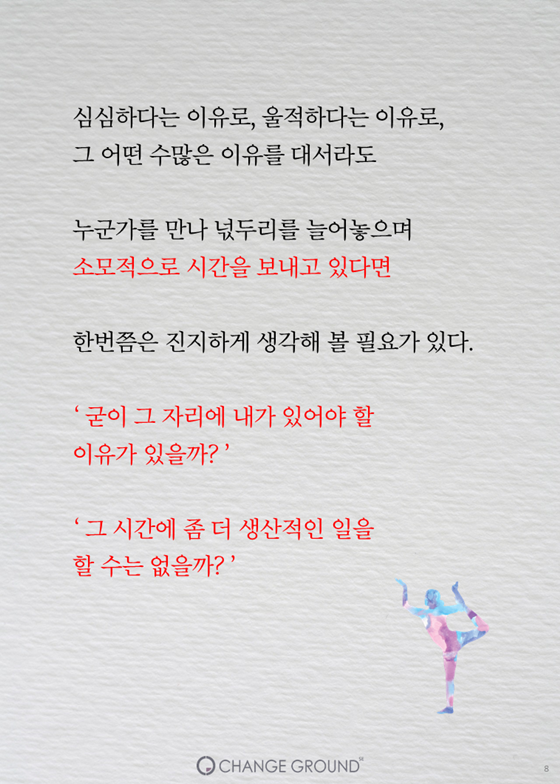 심심하다는 이유로, 울적하다는 이유로,
그 어떤 수많은 이유를 대서라도
누군가를 만나 넋두리를 늘어놓으며
소모적으로 시간을 보내고 있다면
한번쯤은 진지하게 생각해 볼 필요가 있다.
‘ 굳이 그 자리에 내가 있어야 할
이유가 있을까? ’
‘ 그 시간에 좀 더 생산적인 일을
할 수는 없을까? ’
CHANGE GROUND
8